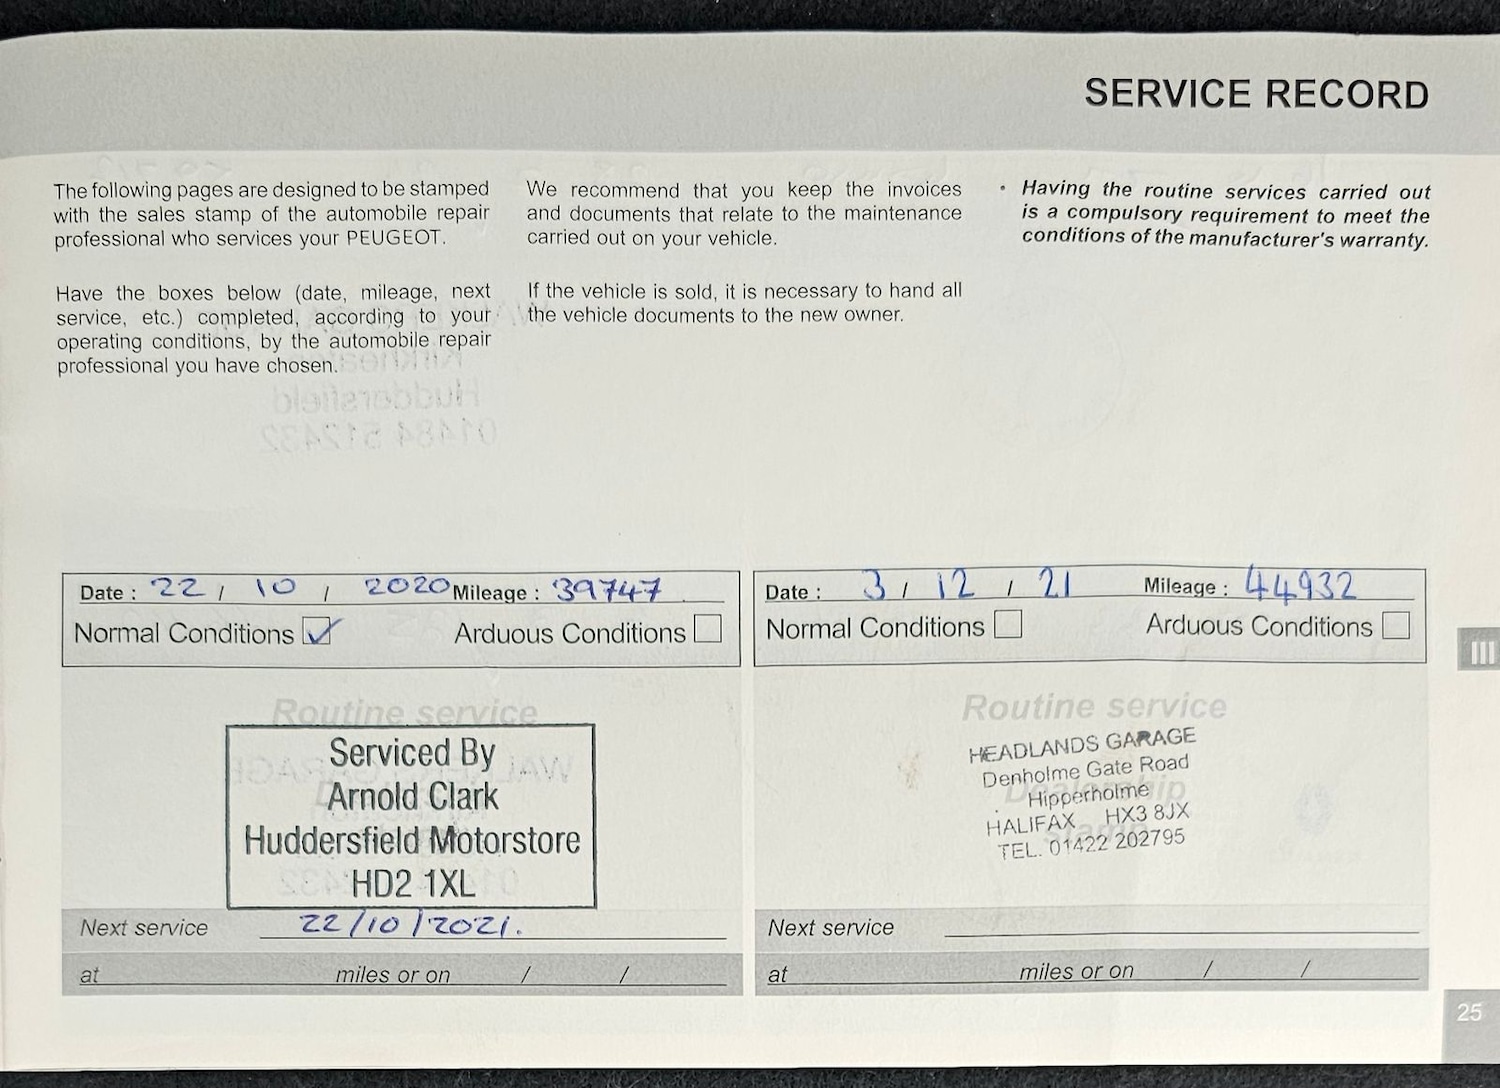 SERVICE RECORD
The following pages are designed to be stamped
with the sales stamp of the automobile repair
professional who services your PEUGEOT.
Have the boxes below (date, mileage, next
service, etc.) completed, according to your
operating conditions, by the automobile repair
professional you have chosen.
We recommend that you keep the invoices
and documents that relate to the maintenance
carried out on your vehicle.
If the vehicle is sold, it is necessary to hand all
the vehicle documents to the new owner.
• Having the routine services carried out
is a compulsory requirement to meet the
conditions of the manufacturer's warranty.
Date : 22 / 10 / 2020 Mileage : 39747
Normal Conditions ✓ Arduous Conditions
Routine service
Serviced By
Arnold Clark
Huddersfield Motorstore
HD2 1XL
Next service 22/10/2021.
at miles or on / /
Date : 3 / 12 / 21 Mileage : 44932
Normal Conditions Arduous Conditions
Routine service
HEADLANDS GARAGE
Denholme Gate Road
Hipperholme
HALIFAX HX3 8JX
TEL. 01422 202795
Dealership
stamp
Next service
at miles or on / /
III
25